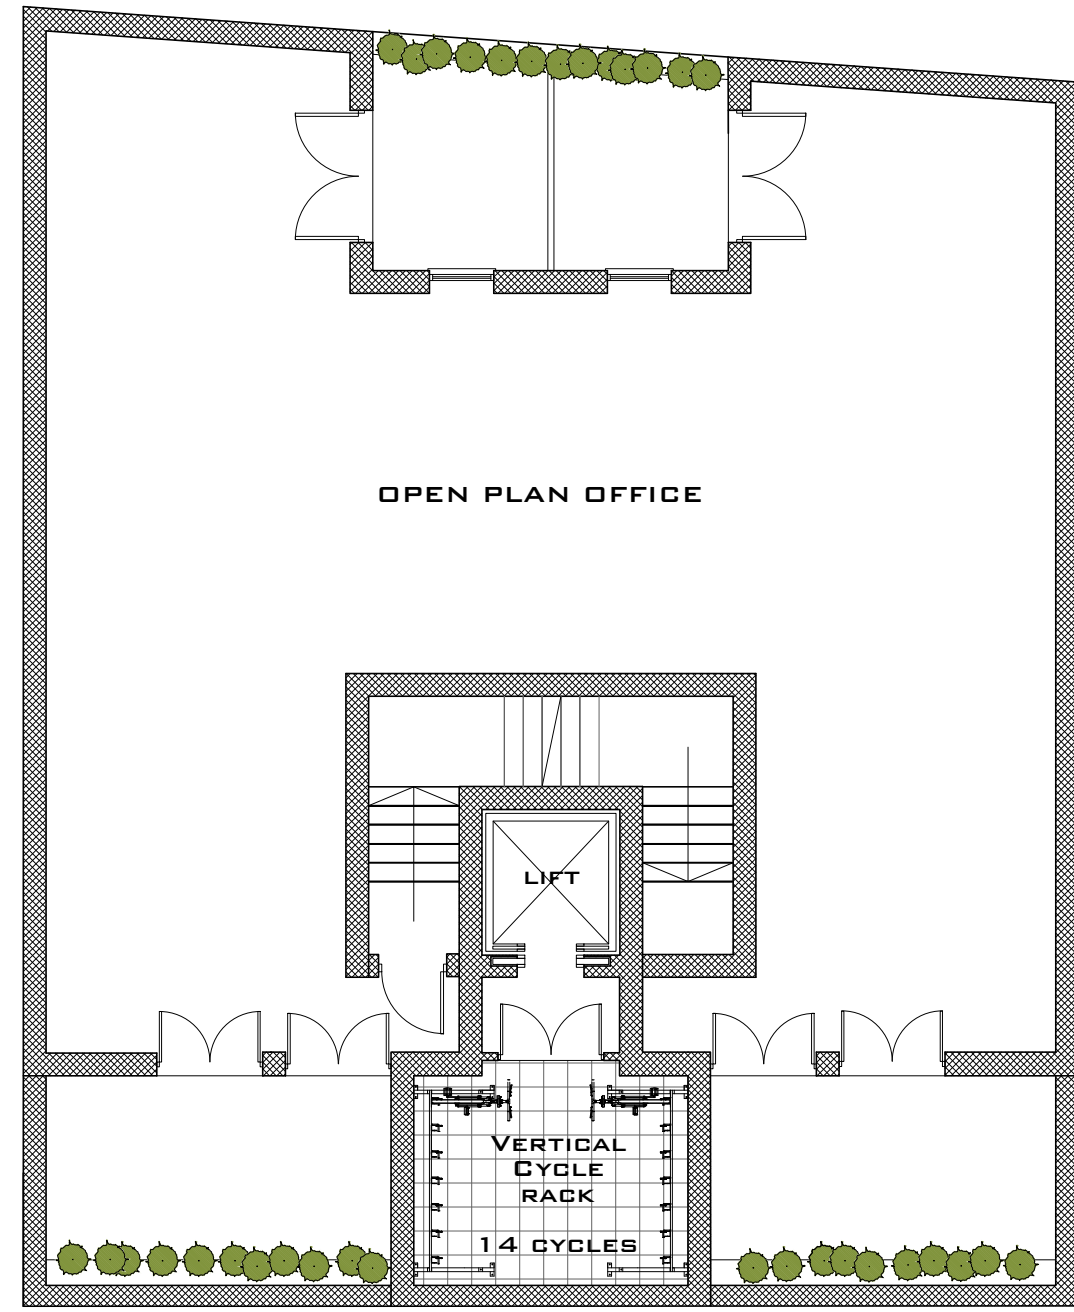 OPEN PLAN OFFICE
LIFT
VERTICAL
CYCLE
RACK
14 CYCLES